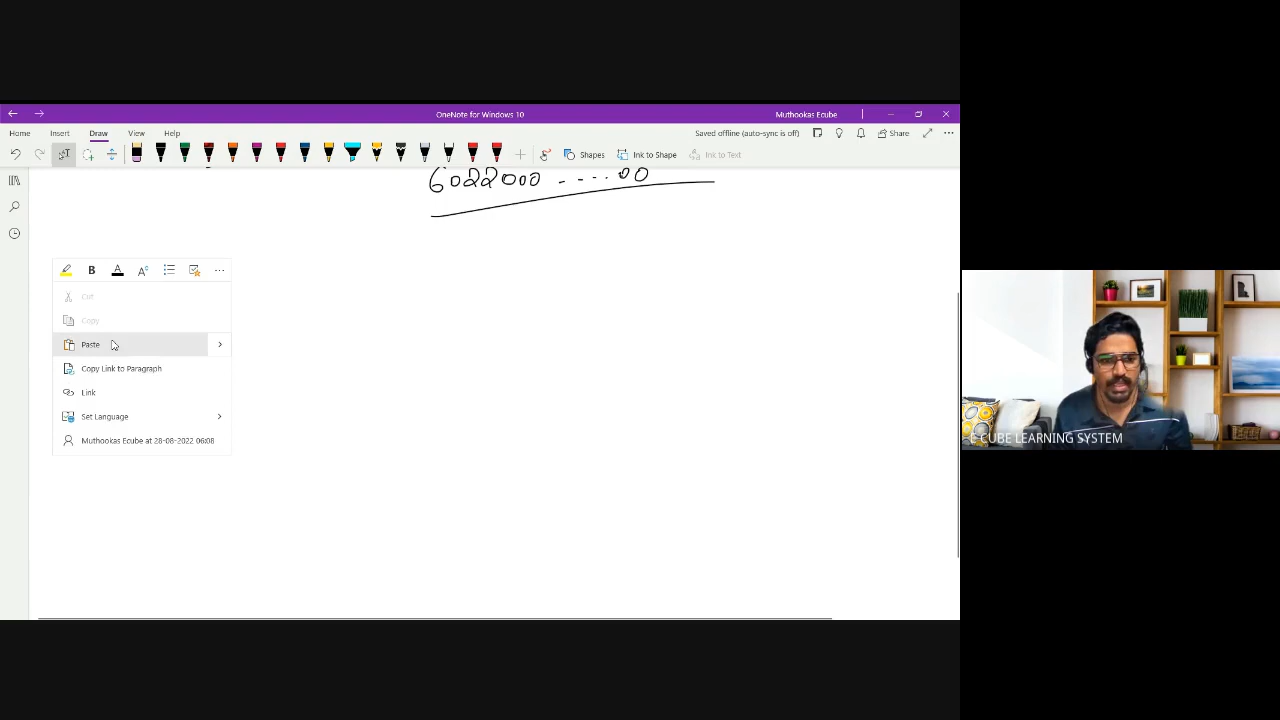 OneNote for Windows 10
Muthookas Ecube
Home Insert Draw View Help
Saved offline (auto-sync is off)
Share
Shapes
Ink to Shape
Ink to Text
6022000 - - ... 00
Cut
Copy
Paste
Copy Link to Paragraph
Link
Set Language
Muthookas Ecube at 28-08-2022 06:08
CUBE LEARNING SYSTEM